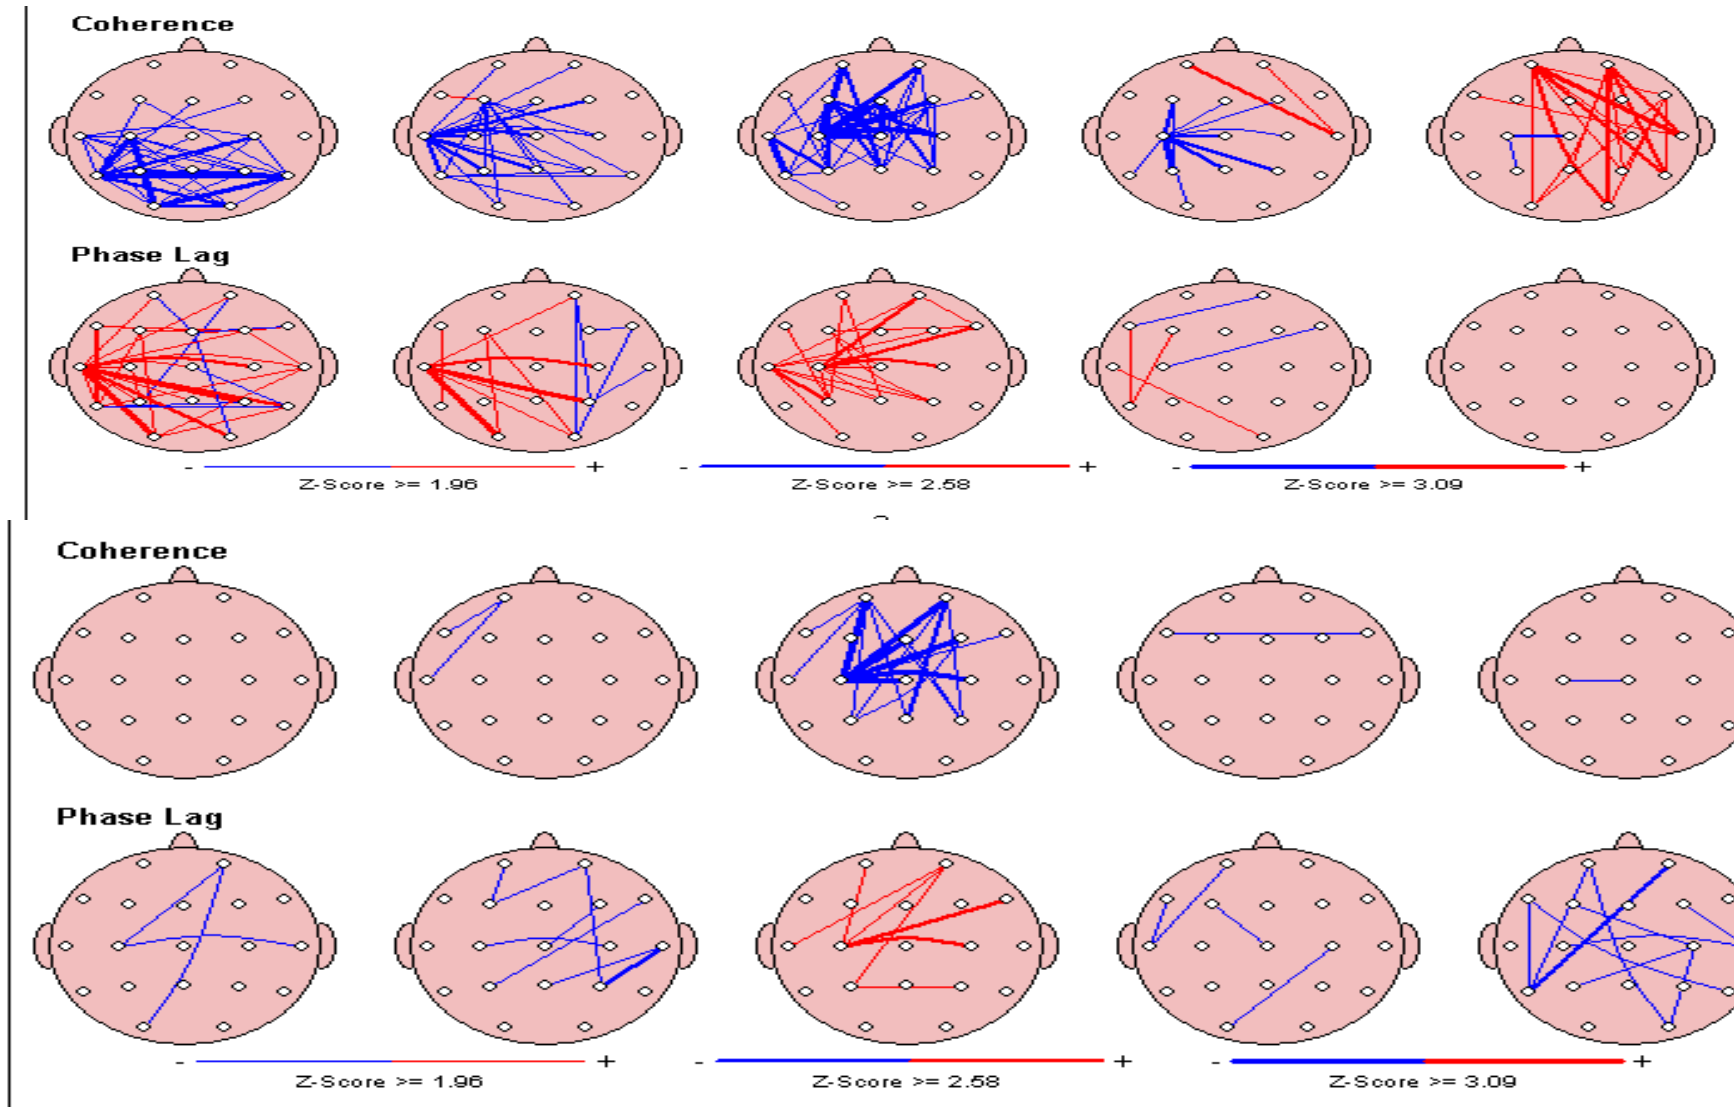 Coherence
Phase Lag
- +
- +
- +
Z-Score >= 1.96
Z-Score >= 2.58
Z-Score >= 3.09
Coherence
Phase Lag
- +
- +
- +
Z-Score >= 1.96
Z-Score >= 2.58
Z-Score >= 3.09